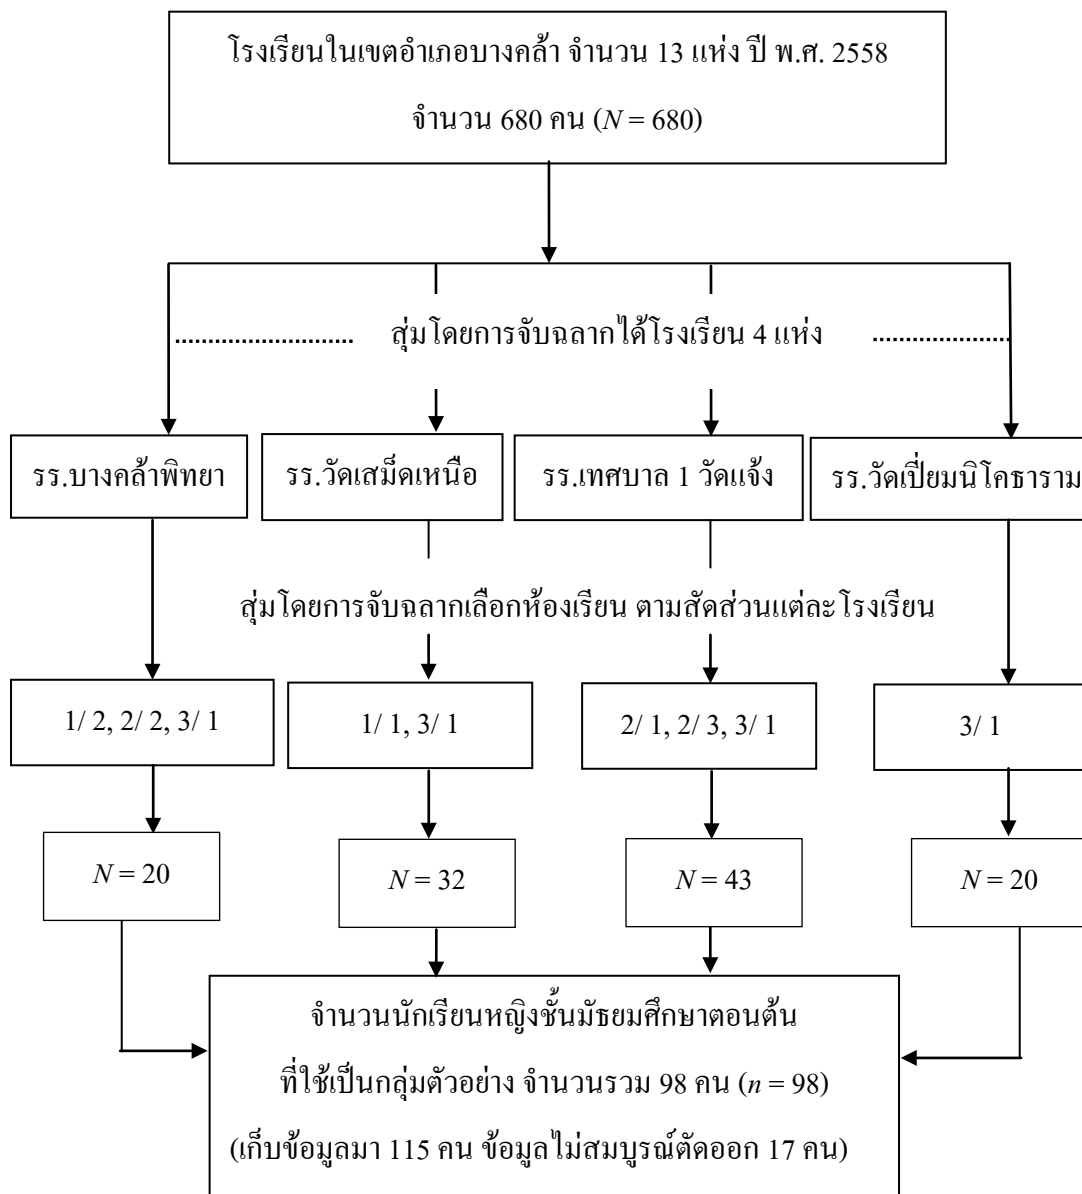 โรงเรียนในเขตอำเภอบางคล้า จำนวน 13 แห่ง ปี พ.ศ. 2558
จำนวน 680 คน (N = 680)
สุ่มโดยการจับฉลากได้โรงเรียน 4 แห่ง
รร.บางคล้าพิทยา
รร.วัดเสม็ดเหนือ
รร.เทศบาล 1 วัดแจ้ง
รร.วัดเปี่ยมนิโคธาราม
สุ่มโดยการจับฉลากเลือกห้องเรียน ตามสัดส่วนแต่ละโรงเรียน
1/ 2, 2/ 2, 3/ 1
1/ 1, 3/ 1
2/ 1, 2/ 3, 3/ 1
3/ 1
N = 20
N = 32
N = 43
N = 20
จำนวนนักเรียนหญิงชั้นมัธยมศึกษาตอนต้น
ที่ใช้เป็นกลุ่มตัวอย่าง จำนวนรวม 98 คน (n = 98)
(เก็บข้อมูลมา 115 คน ข้อมูลไม่สมบูรณ์ตัดออก 17 คน)